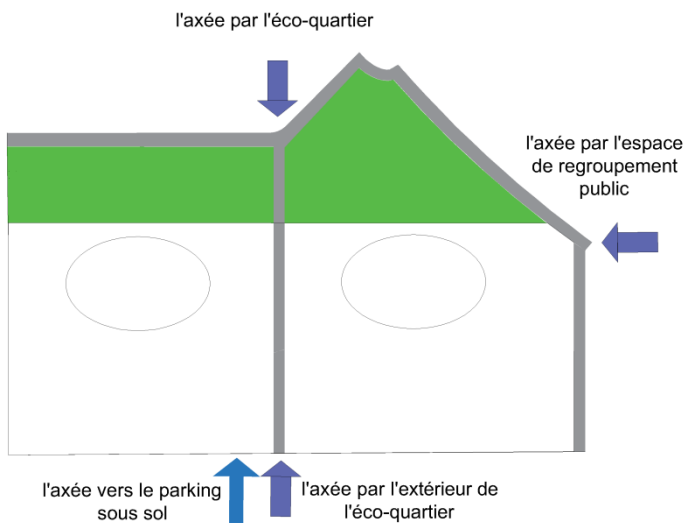 l'axée par l'éco-quartier
l'axée par l'espace
de regroupement
public
l'axée vers le parking
sous sol
l'axée par l'extérieur de
l'éco-quartier